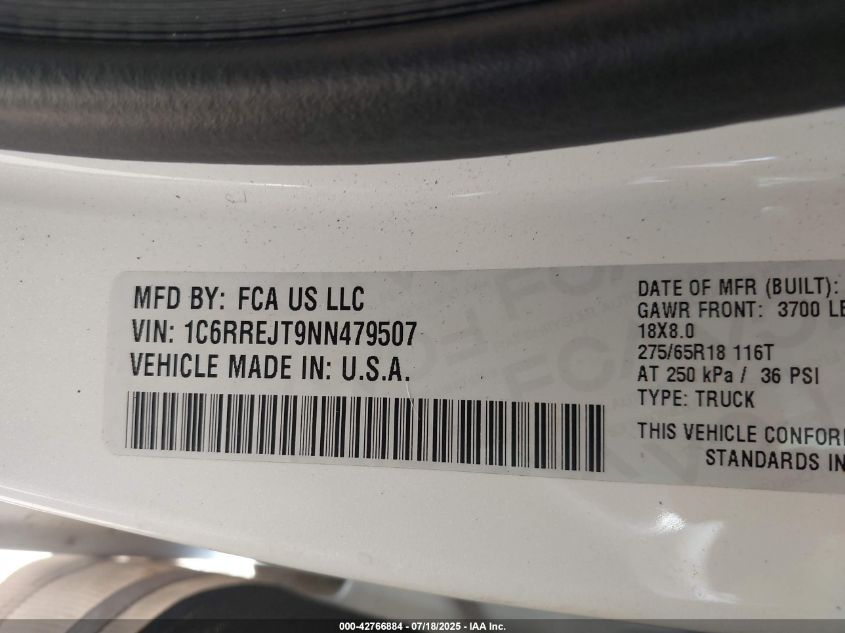 MFD BY: FCA US LLC
VIN: 1C6RREJT9NN479507
VEHICLE MADE IN: U.S.A.
DATE OF MFR (BUILT):
GAWR FRONT: 3700 LB
18X8.0
275/65R18 116T
AT 250 kPa / 36 PSI
TYPE: TRUCK
THIS VEHICLE CONFOR
STANDARDS IN
000-42766884 - 07/18/2025 - IAA Inc.